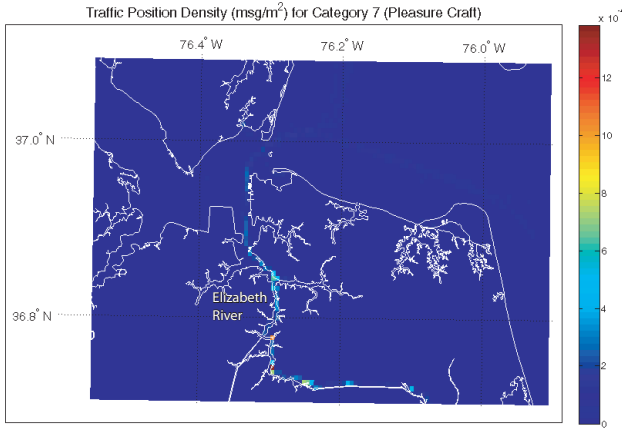 Traffic Position Density (msg/m²) for Category 7 (Pleasure Craft)
x 10⁻⁴
76.4° W
76.2° W
76.0° W
37.0° N
36.8° N
Elizabeth
River
12
10
8
6
4
2
0